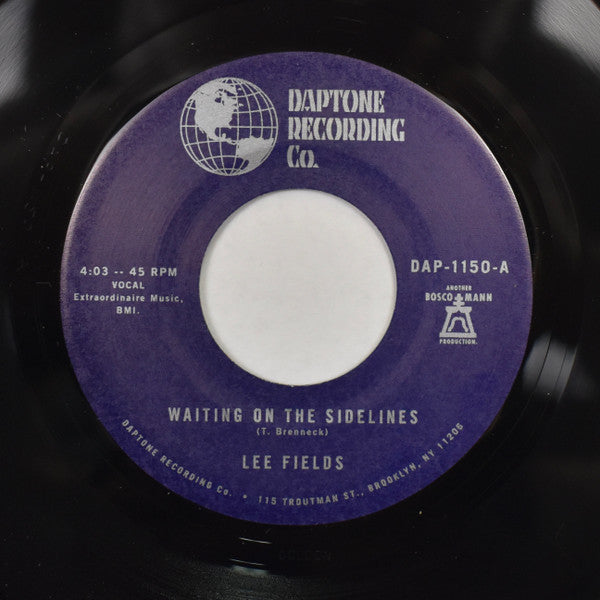 DAPTONE
RECORDING
Co.
4:03 -- 45 RPM
VOCAL
Extraordinaire Music,
BMI.
DAP-1150-A
ANOTHER
BOSCO MANN
PRODUCTION.
WAITING ON THE SIDELINES
(T. Brenneck)
LEE FIELDS
DAPTONE RECORDING Co. • 115 TROUTMAN ST., BROOKLYN, NY 11206